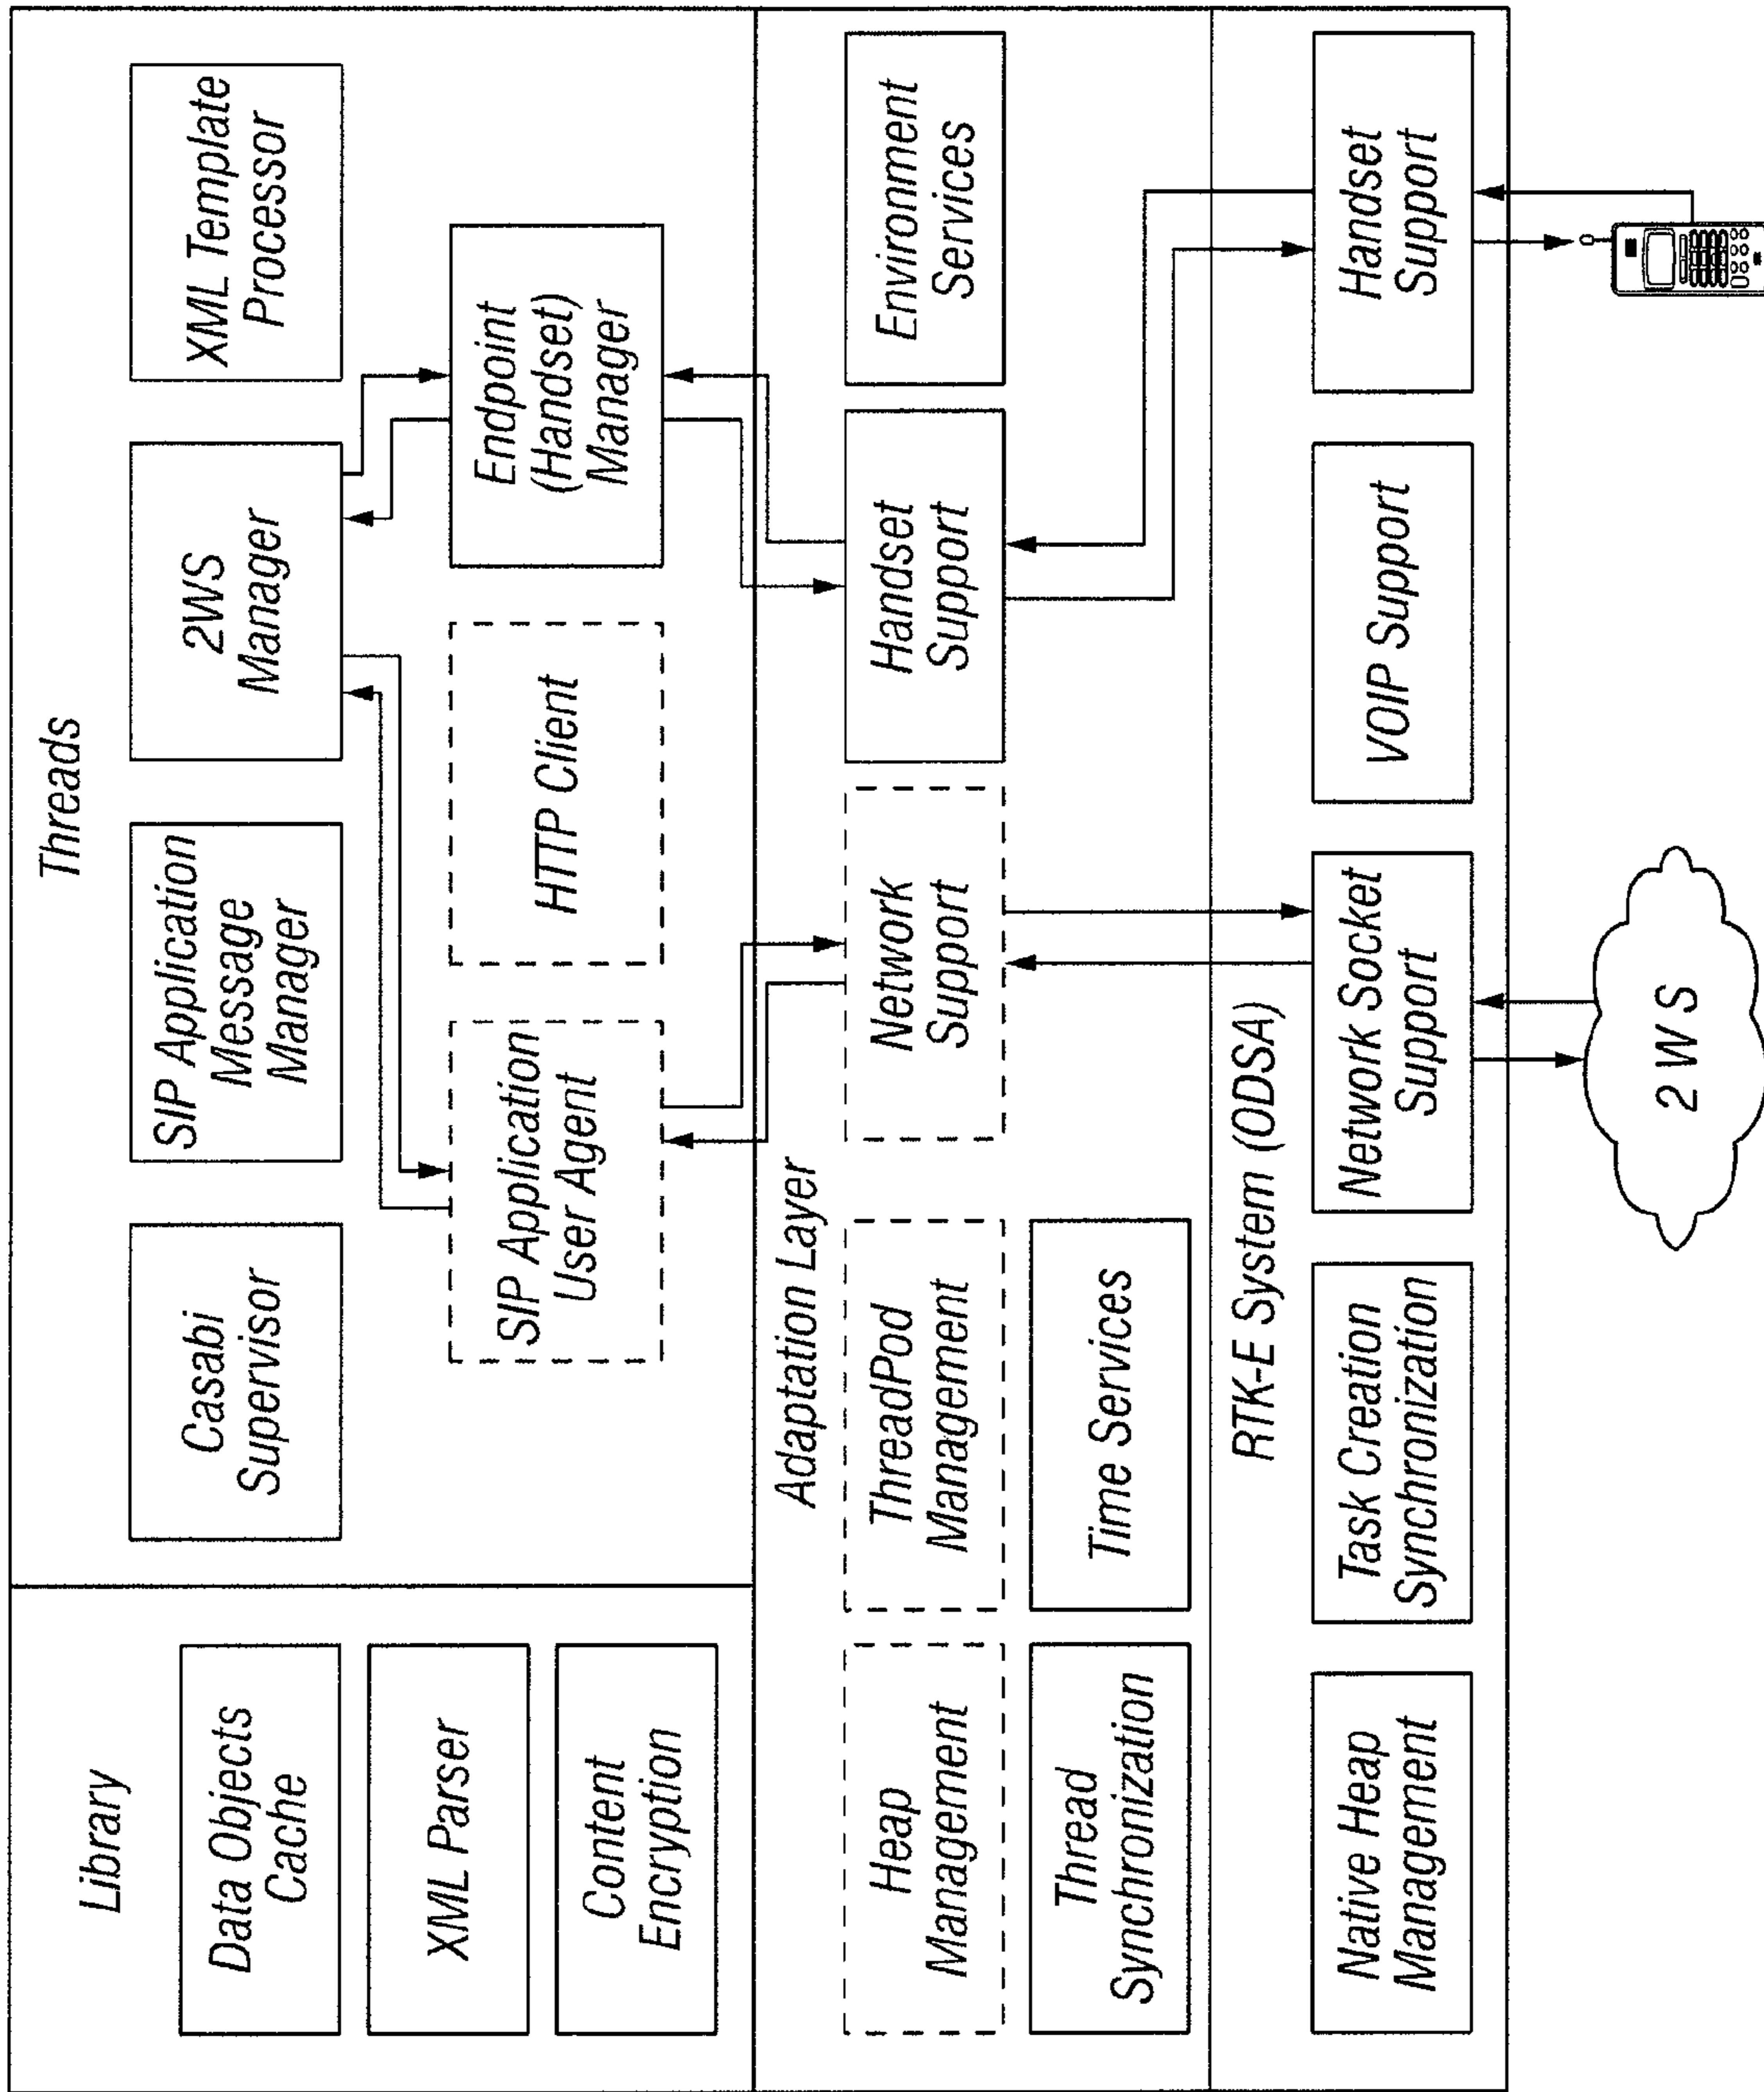 Library
Data Objects
Cache
XML Parser
Content
Encryption
Threads
Casabi
Supervisor
SIP Application
Message
Manager
2WS
Manager
XML Template
Processor
SIP Application
User Agent
HTTP Client
Endpoint
(Handset)
Manager
Adaptation Layer
Heap
Management
ThreadPod
Management
Network
Support
Handset
Support
Environment
Services
Thread
Synchronization
Time Services
RTK-E System (ODSA)
Native Heap
Management
Task Creation
Synchronization
Network Socket
Support
VOIP Support
Handset
Support
2 W S